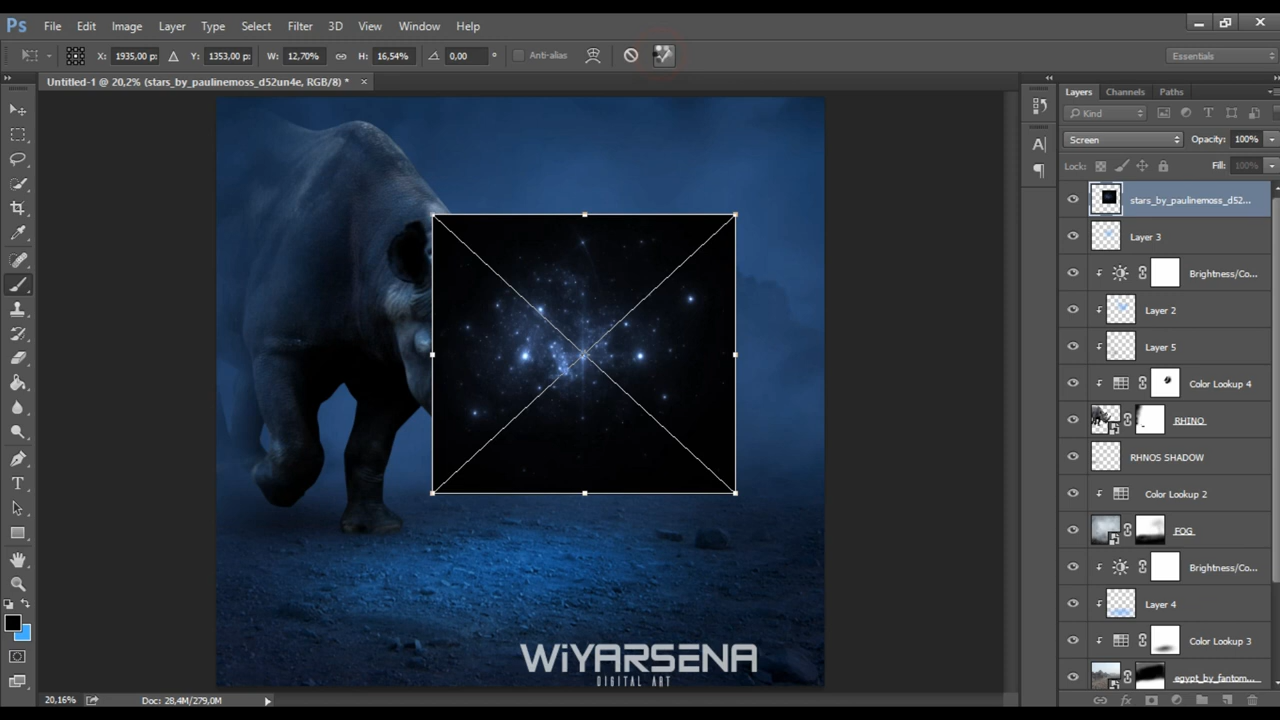 Ps File Edit Image Layer Type Select Filter 3D View Window Help
X: 1935,00 p: Y: 1353,00 p: W: 12,70% H: 16,54% 0,00 ° Anti-alias Essentials
Untitled-1 @ 20,2% (stars_by_paulinemoss_d52un4e, RGB/8) * ×
Layers Channels Paths
Kind
Screen Opacity: 100%
Lock: Fill: 100%
stars_by_paulinemoss_d52...
Layer 3
Brightness/Co...
Layer 2
Layer 5
Color Lookup 4
RHINO
RHNOS SHADOW
Color Lookup 2
FOG
Brightness/Co...
Layer 4
Color Lookup 3
egypt_by_fantom...
WiYARSENA
DIGITAL ART
20,16% Doc: 28,4M/279,0M